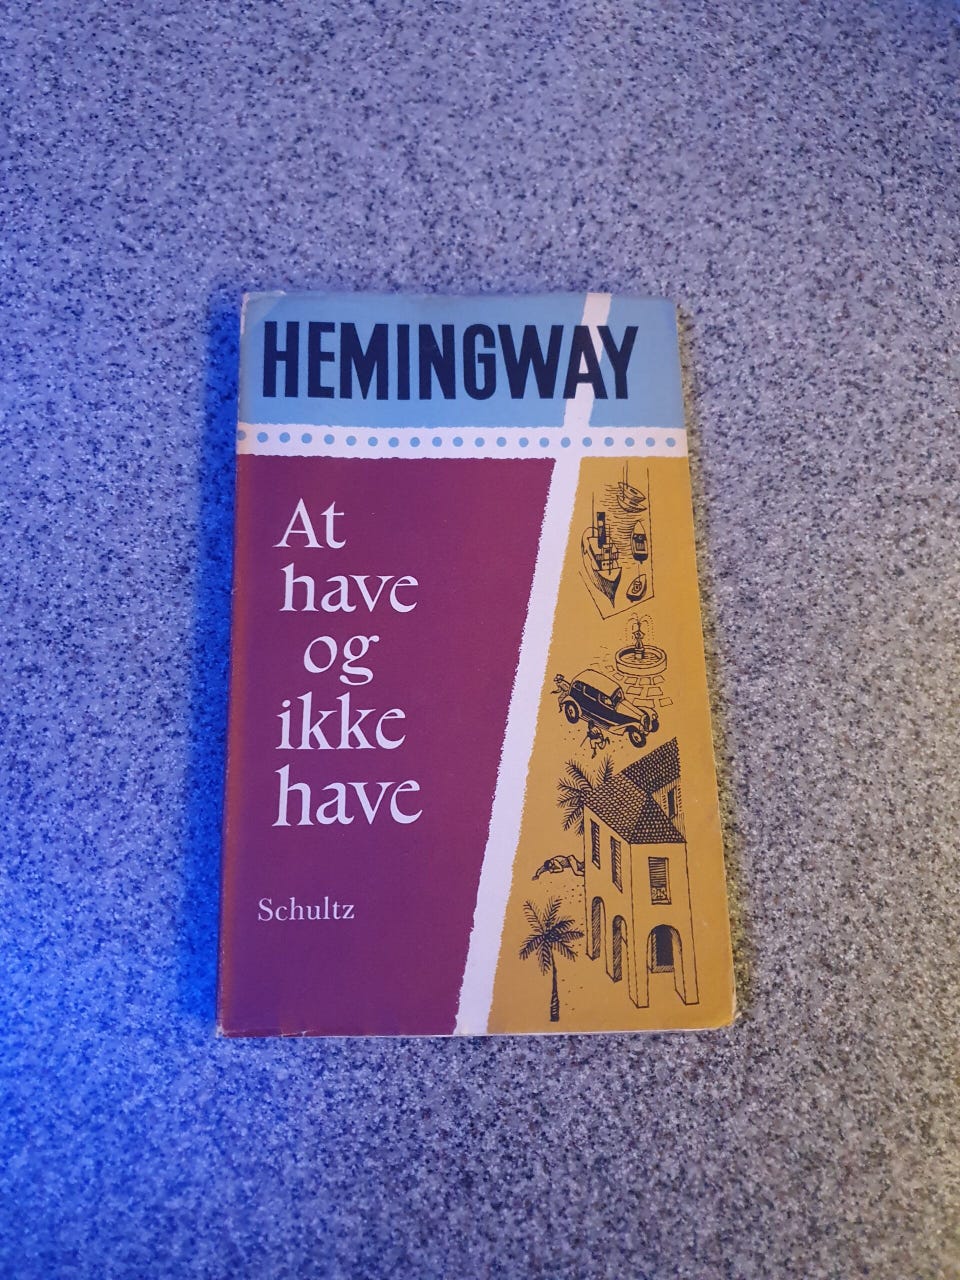 HEMINGWAY
At
have
og
ikke
have
Schultz